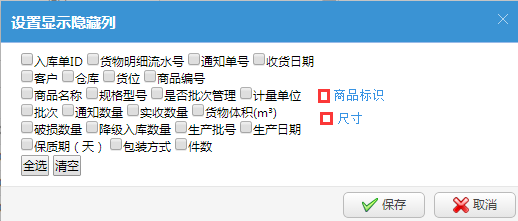 设置显示隐藏列
入库单ID 货物明细流水号 通知单号 收货日期
客户 仓库 货位 商品编号
商品名称 规格型号 是否批次管理 计量单位 商品标识
批次 通知数量 实收数量 货物体积(m³) 尺寸
破损数量 降级入库数量 生产批号 生产日期
保质期（天） 包装方式 件数
全选 清空
保存 取消